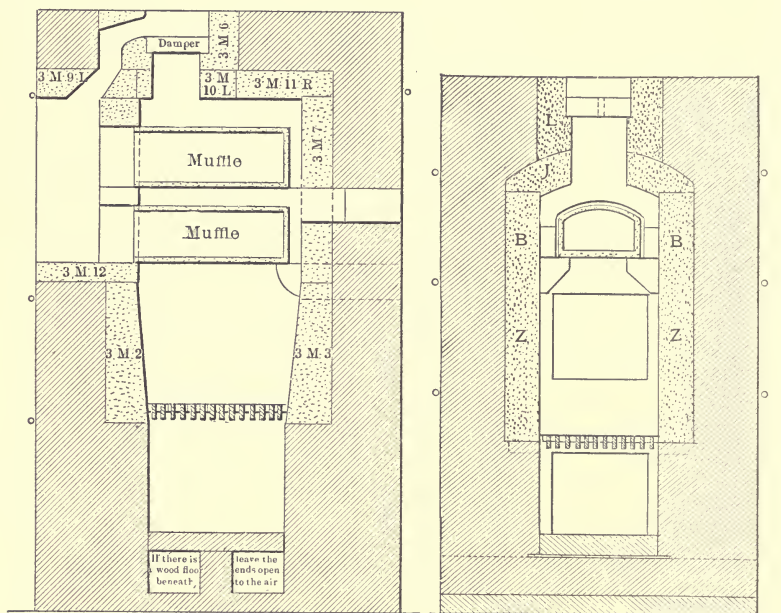 Damper
3 M 6
3 M 9 L
3 M
10 L
3 M 11 R
3 M 7
Muffle
Muffle
3 M 12
3 M 2
3 M 3
If there is
wood floo
beneath,
leave the
ends open
to the air
L
J
B
B
Z
Z